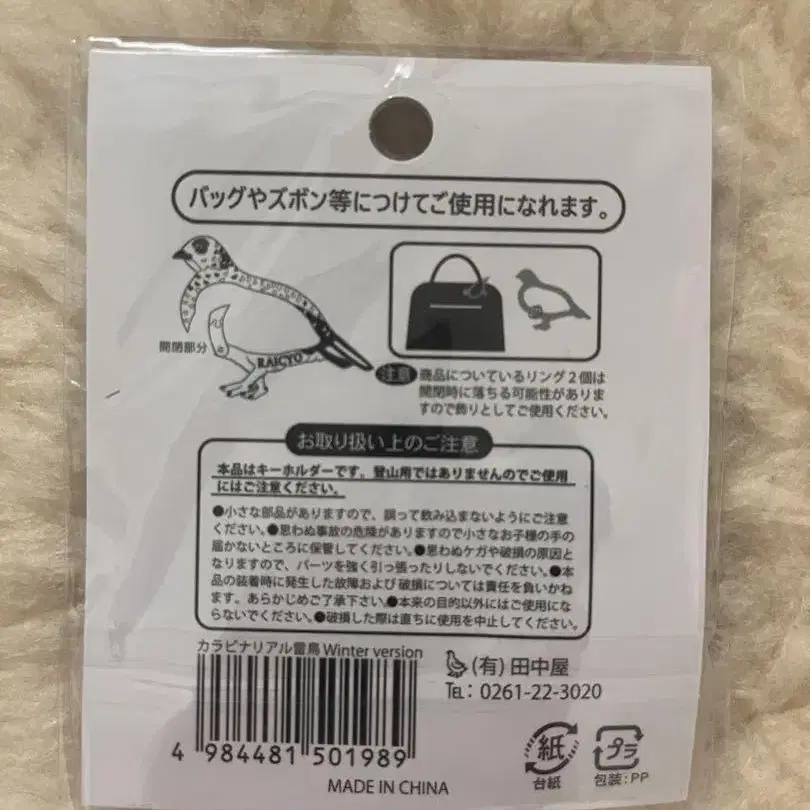 バッグやズボン等につけてご使用になれます。
開閉部分
RAICYO
注意 商品についているリング2個は
開閉時に落ちる可能性がありま
すので飾りとしてご使用ください。
お取り扱い上のご注意
本品はキーホルダーです。登山用ではありませんのでご使用
にはご注意ください。
●小さな部品がありますので、誤って飲み込まないようにご注意
ください。●思わぬ事故の危険がありますので小さなお子様の手の
届かないところに保管してください。●思わぬケガや破損の原因と
なりますので、パーツを強く引っ張ったりしないでください。●本
品の装着時に発生した故障および破損については責任を負いかね
ます。あらかじめご了承下さい。●本来の目的以外にはご使用にな
らないでください。●破損した際は直ちに使用を中止してください。
カラビナリアル雷鳥 Winter version
(有) 田中屋
TEL: 0261-22-3020
4 984481 501989
MADE IN CHINA
紙
台紙
プラ
包装:PP